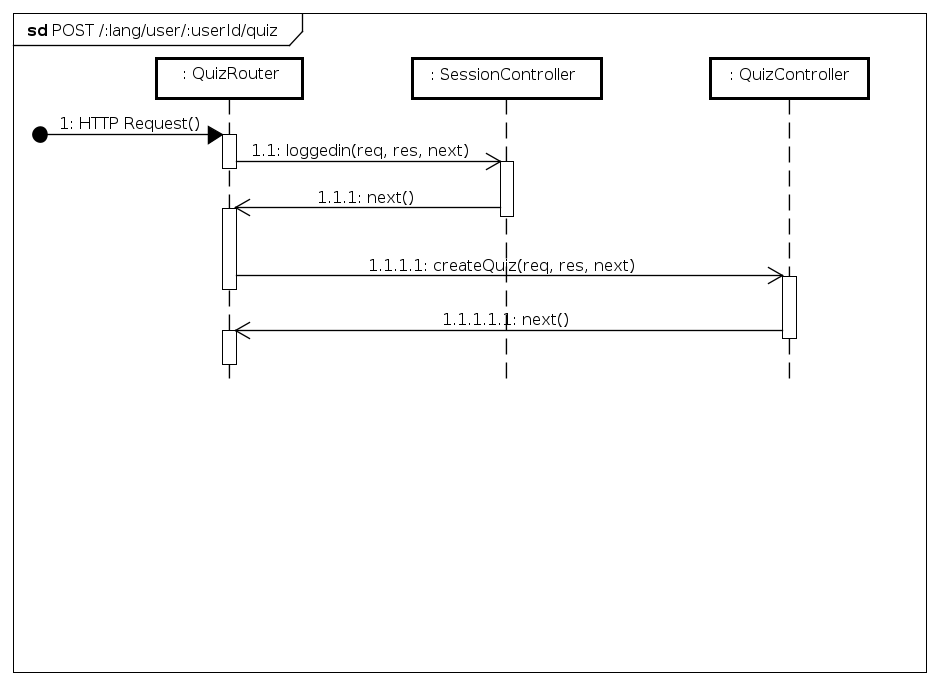 sd POST /:lang/user/:userId/quiz
: QuizRouter
: SessionController
: QuizController
1: HTTP Request()
1.1: loggedin(req, res, next)
1.1.1: next()
1.1.1.1: createQuiz(req, res, next)
1.1.1.1.1: next()